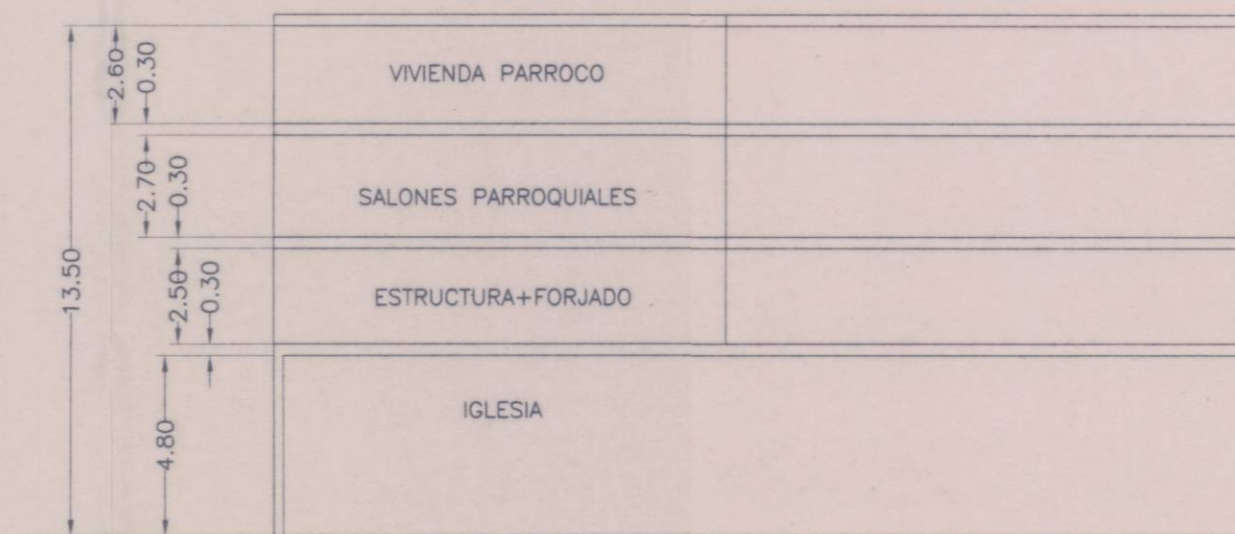 2.60
0.30
VIVIENDA PARROCO
2.70
0.30
SALONES PARROQUIALES
13.50
2.50
0.30
ESTRUCTURA+FORJADO
4.80
IGLESIA